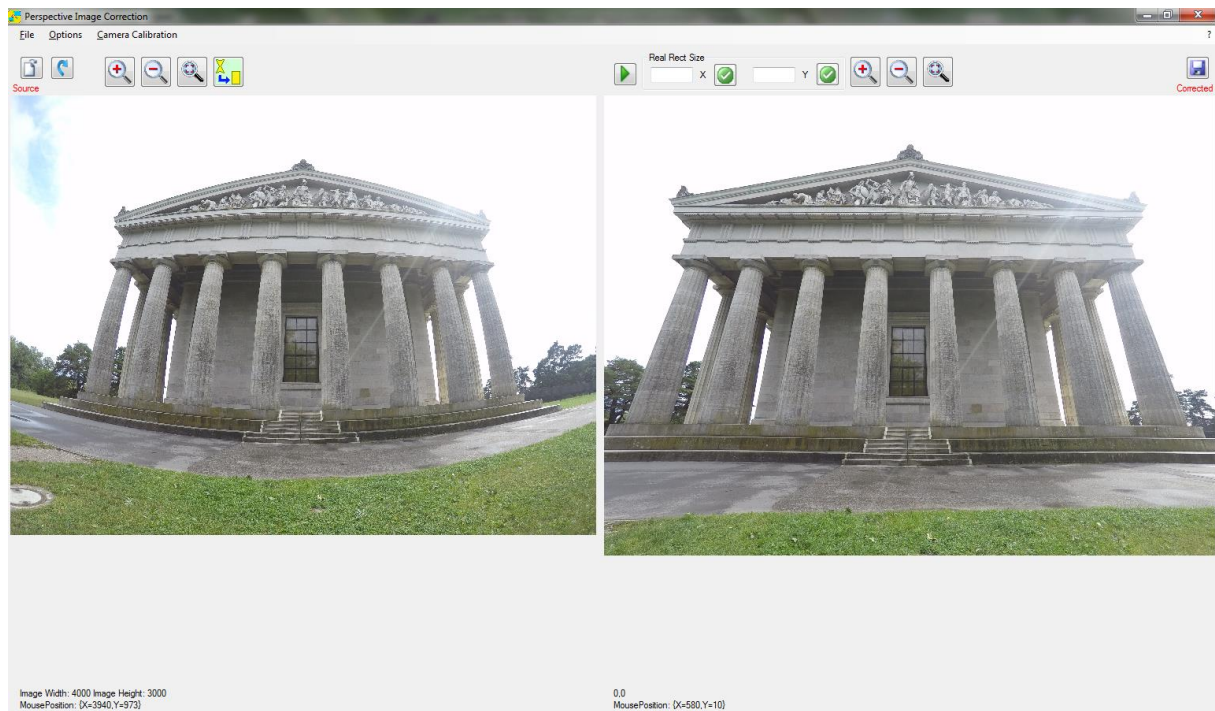 Perspective Image Correction
File Options Camera Calibration ?
Real Rect Size
X Y
Source Corrected
Image Width: 4000 Image Height: 3000
MousePosition: {X=3940,Y=973}
0,0
MousePosition: {X=580,Y=10}